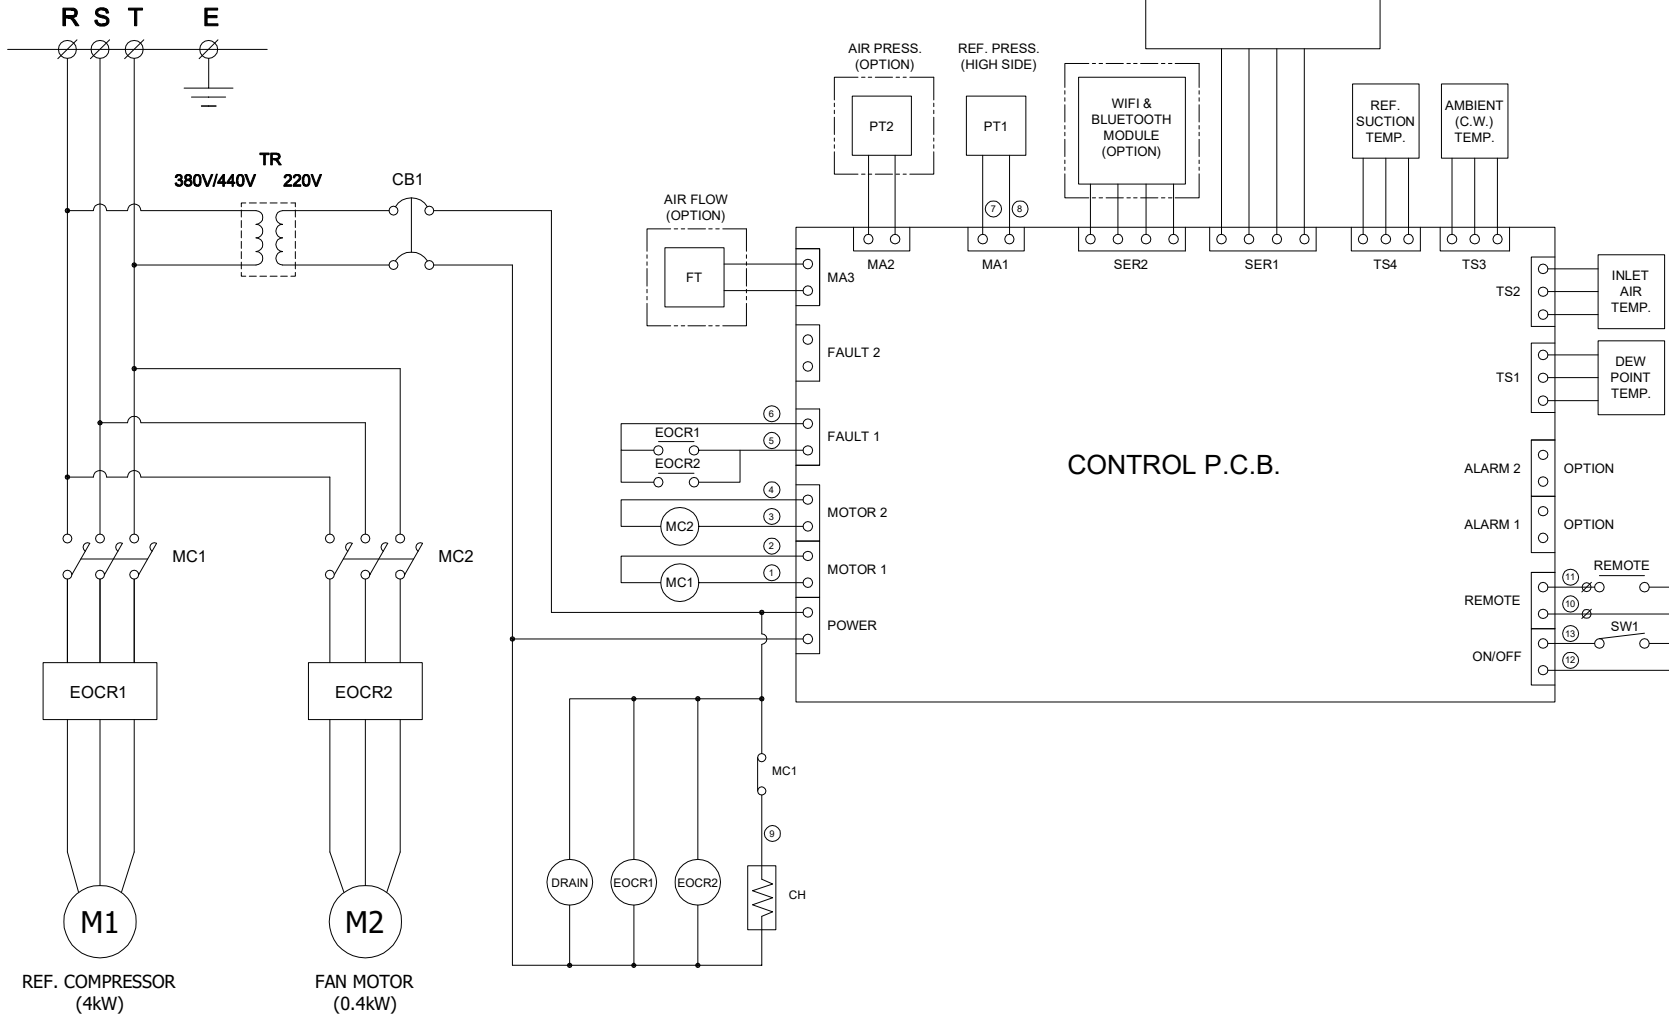 R S T E
TR
380V/440V 220V
CB1
AIR PRESS.
(OPTION)
PT2
REF. PRESS.
(HIGH SIDE)
PT1
WIFI &
BLUETOOTH
MODULE
(OPTION)
REF.
SUCTION
TEMP.
AMBIENT
(C.W.)
TEMP.
AIR FLOW
(OPTION)
FT
7 8
MA3
MA2
MA1
SER2
SER1
TS4
TS3
TS2
INLET
AIR
TEMP.
TS1
DEW
POINT
TEMP.
FAULT 2
6
EOCR1
5
EOCR2
FAULT 1
4
3
MC2
MOTOR 2
2
1
MC1
MOTOR 1
POWER
CONTROL P.C.B.
ALARM 2 OPTION
ALARM 1 OPTION
REMOTE
11
REMOTE
10
ON/OFF
13
SW1
12
MC1
MC2
EOCR1
EOCR2
MC1
9
DRAIN
EOCR1
EOCR2
CH
M1
REF. COMPRESSOR
(4kW)
M2
FAN MOTOR
(0.4kW)